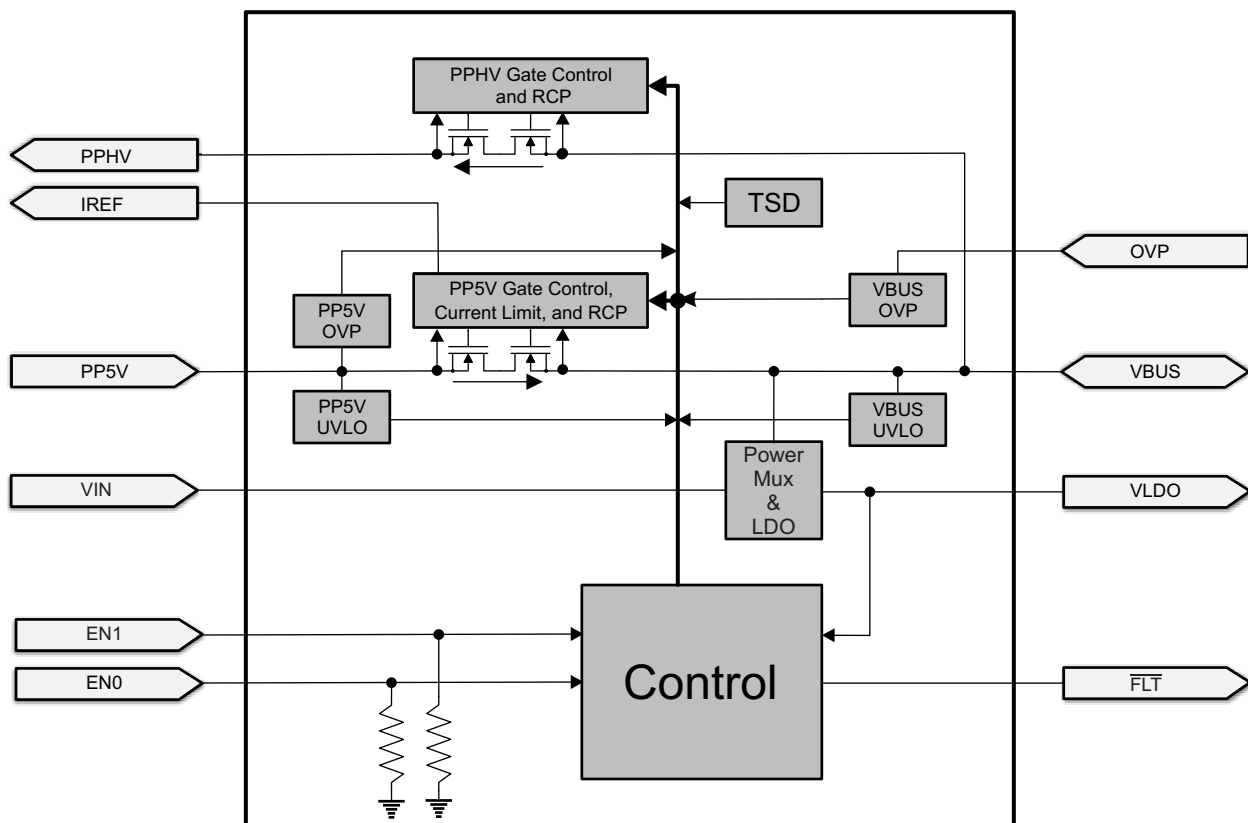 PPHV Gate Control
and RCP
PPHV
IREF
TSD
OVP
PP5V
OVP
PP5V Gate Control,
Current Limit, and RCP
VBUS
OVP
PP5V
VBUS
PP5V
UVLO
VBUS
UVLO
VIN
Power
Mux
&
LDO
VLDO
EN1
EN0
Control
FLT